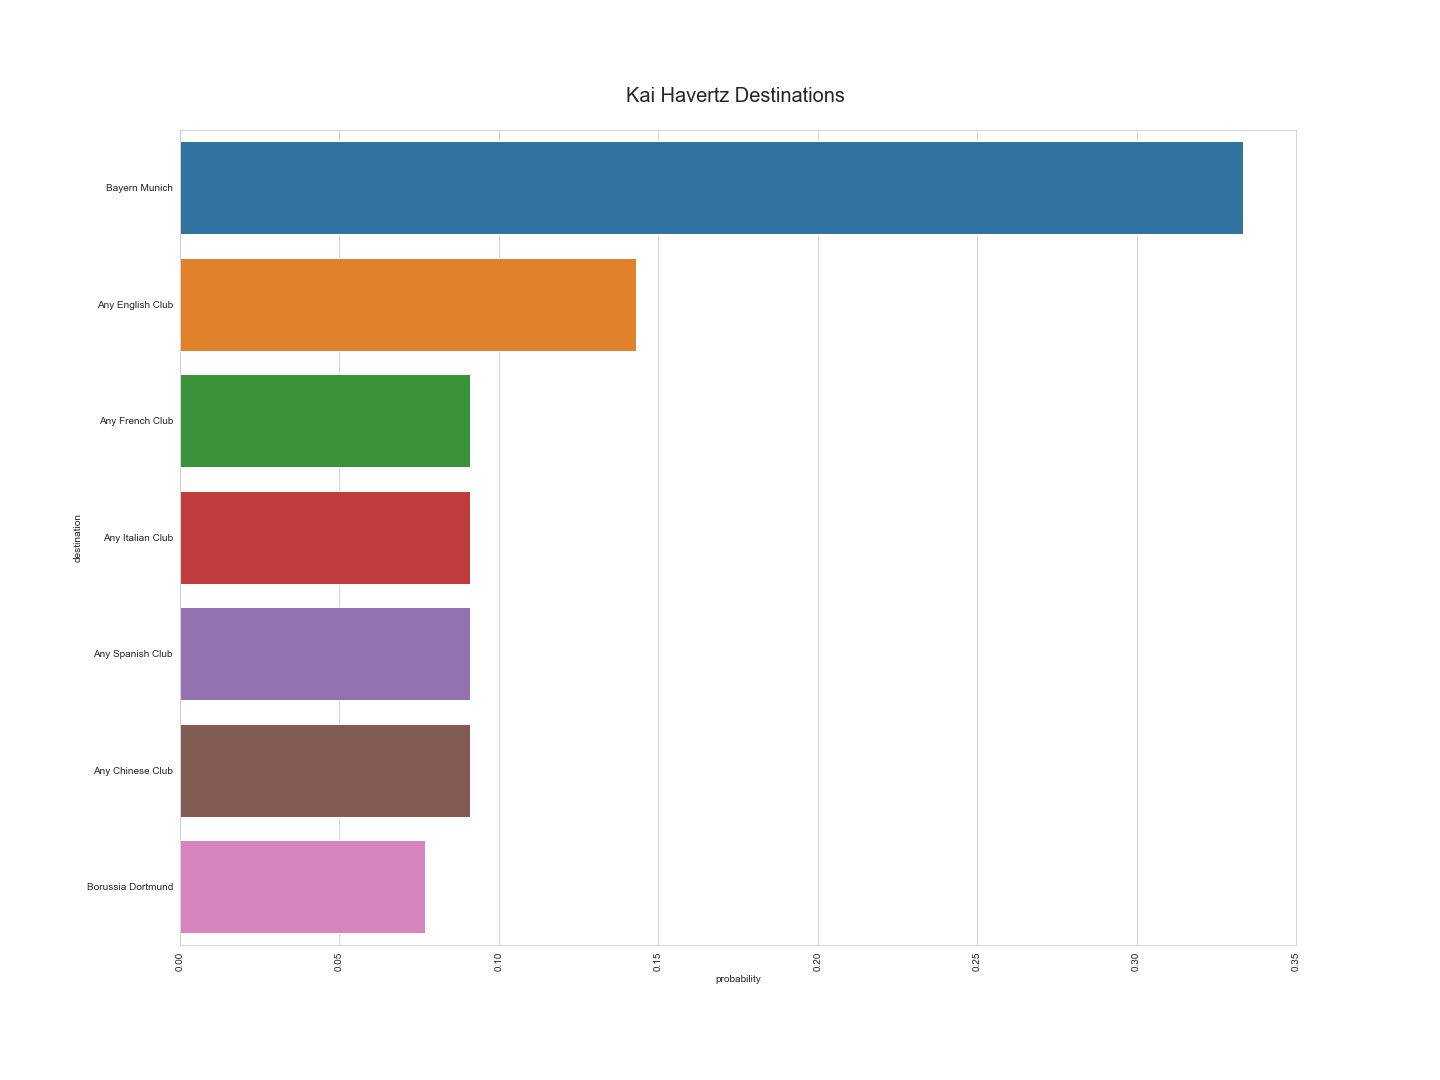 Kai Havertz Destinations
Bayern Munich
Any English Club
Any French Club
Any Italian Club
Any Spanish Club
Any Chinese Club
Borussia Dortmund
destination
0.00 0.05 0.10 0.15 0.20 0.25 0.30 0.35
probability